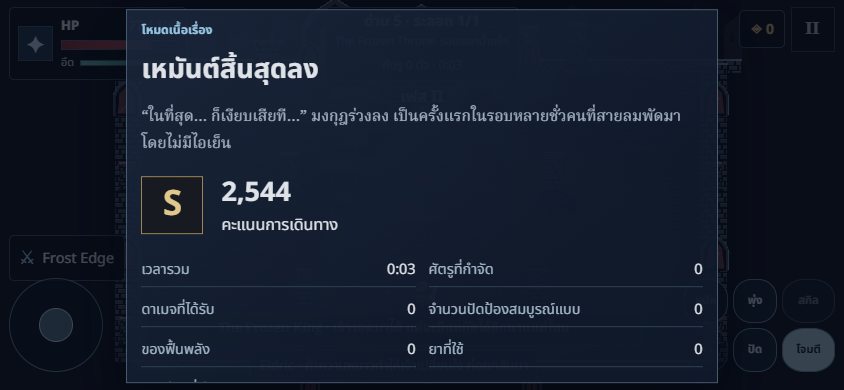 HP
อึด
โหมดเนื้อเรื่อง
เหมันต์สิ้นสุดลง
“ในที่สุด... ก็เงียบเสียที...” มงกุฎร่วงลง เป็นครั้งแรกในรอบหลายชั่วคนที่สายลมพัดมา
โดยไม่มีไอเย็น
S
2,544
คะแนนการเดินทาง
เวลารวม 0:03 ศัตรูที่กำจัด 0
ดาเมจที่ได้รับ 0 จำนวนปัดป้องสมบูรณ์แบบ 0
ของฟื้นพลัง 0 ยาที่ใช้ 0
0
II
Frost Edge
พุ่ง
สกิล
ปัด
โจมตี